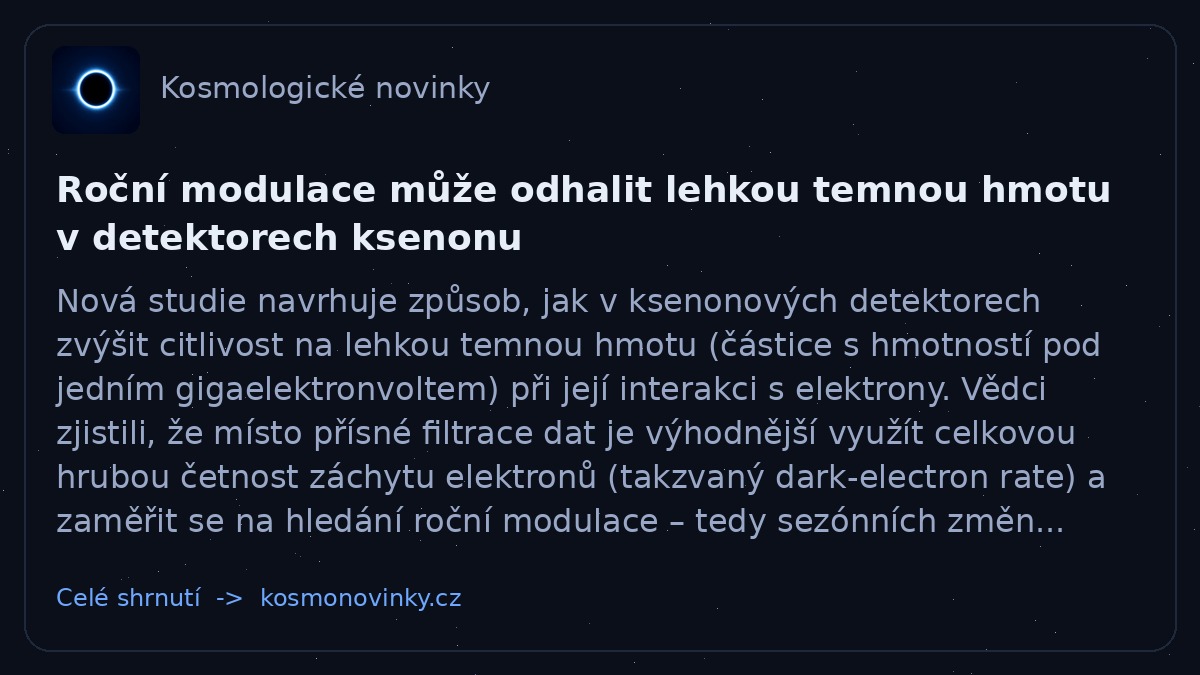 Kosmologické novinky
Roční modulace může odhalit lehkou temnou hmotu
v detektorech ksenonu
Nová studie navrhuje způsob, jak v ksenonových detektorech
zvýšit citlivost na lehkou temnou hmotu (částice s hmotností pod
jedním gigaelektronvoltem) při její interakci s elektrony. Vědci
zjistili, že místo přísné filtrace dat je výhodnější využít celkovou
hrubou četnost záchytu elektronů (takzvaný dark-electron rate) a
zaměřit se na hledání roční modulace – tedy sezónních změn...
Celé shrnutí -> kosmonovinky.cz